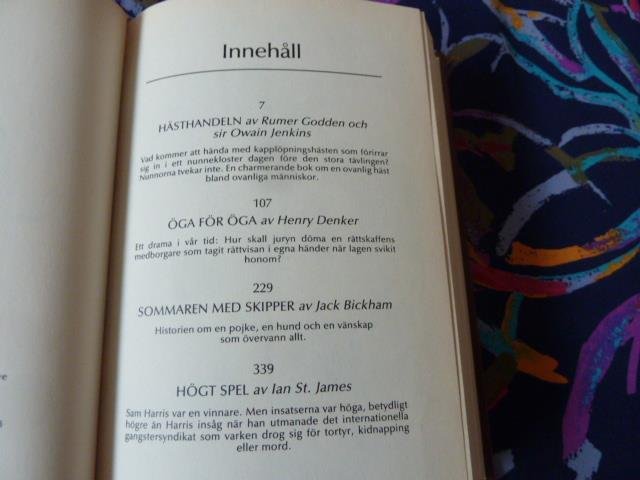 Innehåll
7
HÄSTHANDELN av Rumer Godden och
sir Owain Jenkins
Vad kommer att hända med kapplöpningshästen som förirrar
sig in i ett nunnekloster dagen före den stora tävlingen?
Nunnorna tvekar inte. En charmerande bok om en ovanlig häst
bland ovanliga människor.
107
ÖGA FÖR ÖGA av Henry Denker
Ett drama i vår tid: Hur skall juryn döma en rättskaffens
medborgare som tagit rättvisan i egna händer när lagen svikit
honom?
229
SOMMAREN MED SKIPPER av Jack Bickham
Historien om en pojke, en hund och en vänskap
som övervann allt.
339
HÖGT SPEL av Ian St. James
Sam Harris var en vinnare. Men insatserna var höga, betydligt
högre än Harris insåg när han utmanade det internationella
gangstersyndikat som varken drog sig för tortyr, kidnapping
eller mord.